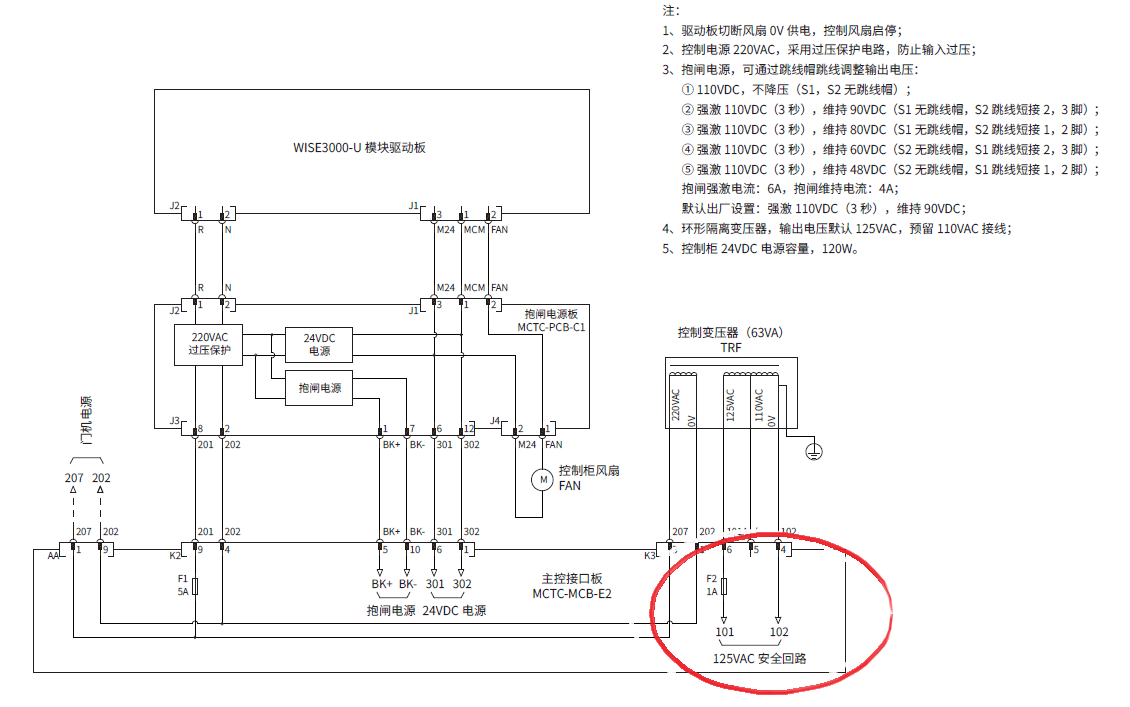 注：
1、驱动板切断风扇 0V 供电，控制风扇启停；
2、控制电源 220VAC，采用过压保护电路，防止输入过压；
3、抱闸电源，可通过跳线帽跳线调整输出电压：
① 110VDC，不降压（S1，S2 无跳线帽）；
② 强激 110VDC（3 秒），维持 90VDC（S1 无跳线帽，S2 跳线短接 2，3 脚）；
③ 强激 110VDC（3 秒），维持 80VDC（S1 无跳线帽，S2 跳线短接 1，2 脚）；
④ 强激 110VDC（3 秒），维持 60VDC（S2 无跳线帽，S1 跳线短接 2，3 脚）；
⑤ 强激 110VDC（3 秒），维持 48VDC（S2 无跳线帽，S1 跳线短接 1，2 脚）；
抱闸强激电流：6A，抱闸维持电流：4A；
默认出厂设置：强激 110VDC（3 秒），维持 90VDC；
4、环形隔离变压器，输出电压默认 125VAC，预留 110VAC 接线；
5、控制柜 24VDC 电源容量，120W。
WISE3000-U 模块驱动板
J2 1 2 J1 3 1 2
R N M24 MCM FAN
R N M24 MCM FAN
J2 1 2 J1 3 1 2
抱闸电源板
MCTC-PCB-C1
220VAC
过压保护
24VDC
电源
抱闸电源
控制变压器（63VA）
TRF
220VAC 0V 125VAC 110VAC 0V
门机电源
J3 8 2 1 7 6 12 J4 2 1
201 202 BK+ BK- 301 302 M24 FAN
M
控制柜风扇
FAN
207 202
207 202 201 202 BK+ BK- 301 302 207 202 102
AA 1 9 K2 9 4 5 10 6 1 K3 6 5 4
F1
5A
BK+ BK- 301 302
抱闸电源 24VDC 电源
主控接口板
MCTC-MCB-E2
F2
1A
101 102
125VAC 安全回路